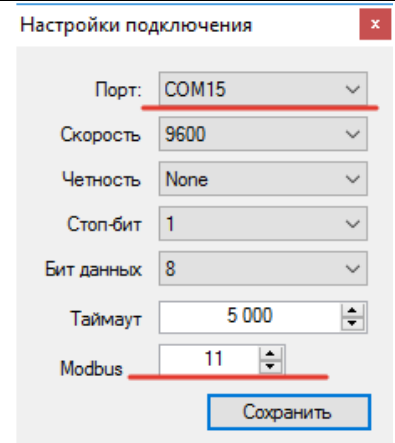 Настройки подключения x
Порт: COM15
Скорость 9600
Четность None
Стоп-бит 1
Бит данных 8
Таймаут 5 000
Modbus 11
Сохранить